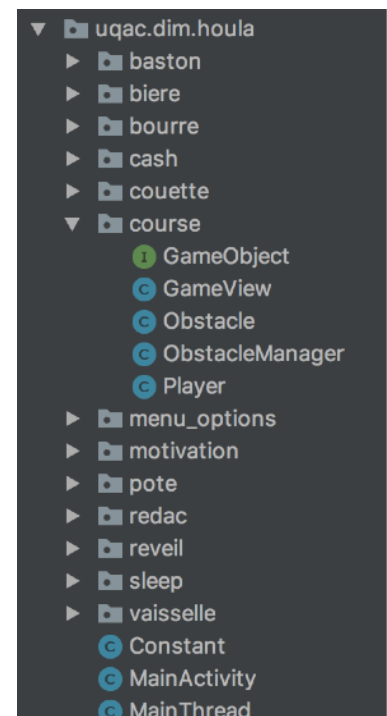 uqac.dim.houla
baston
biere
bourre
cash
couette
course
I GameObject
C GameView
C Obstacle
C ObstacleManager
C Player
menu_options
motivation
pote
redac
reveil
sleep
vaisselle
C Constant
C MainActivity
C MainThread